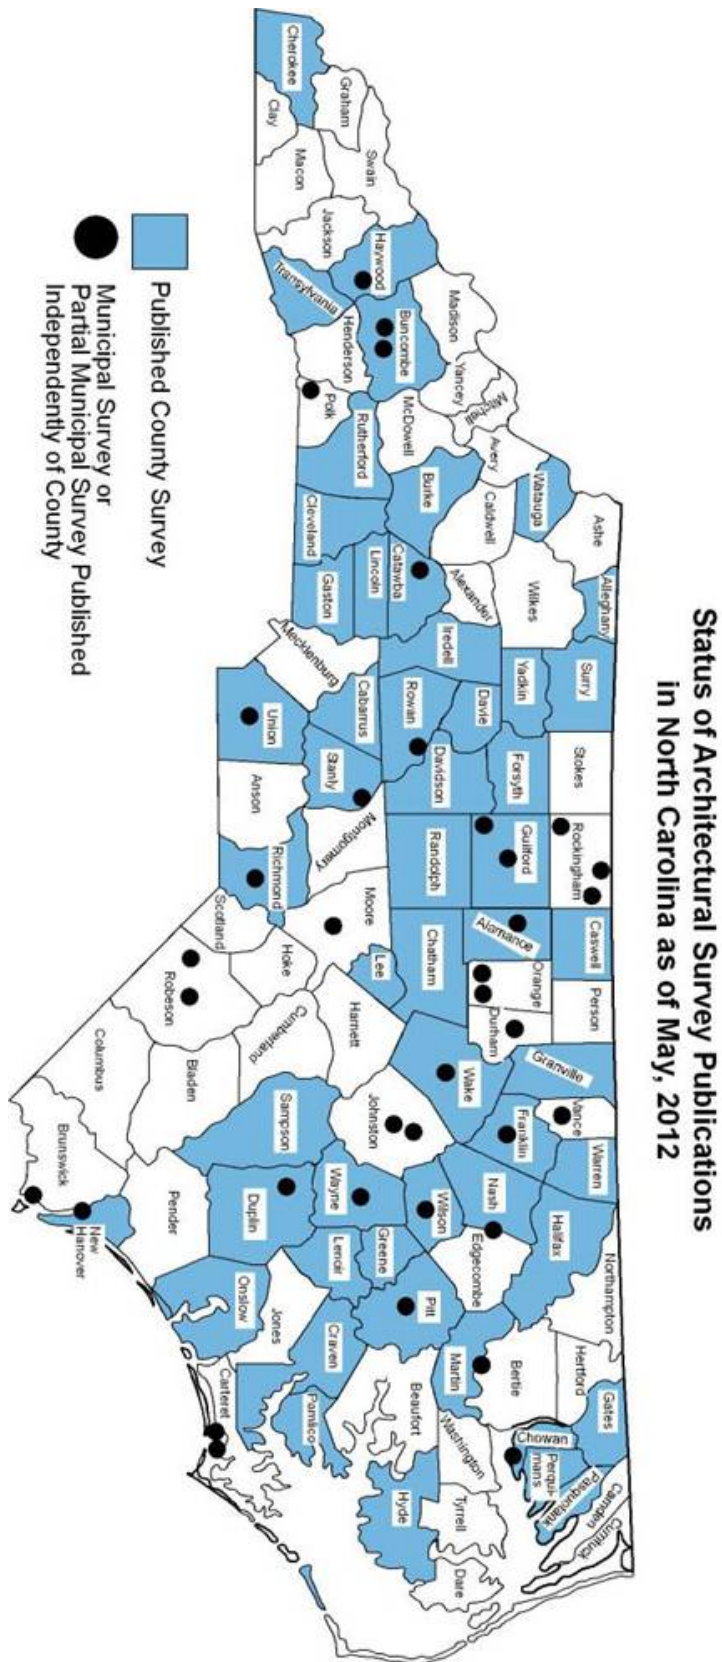 Status of Architectural Survey Publications
in North Carolina as of May, 2012
Cherokee
Graham
Clay
Swain
Macon
Jackson
Haywood
Transylvania
Madison
Buncombe
Henderson
Yancey
Mitchell
McDowell
Polk
Rutherford
Avery
Burke
Cleveland
Watauga
Caldwell
Ashe
Alleghany
Wilkes
Alexander
Catawba
Lincoln
Gaston
Iredell
Mecklenburg
Surry
Yadkin
Davie
Rowan
Cabarrus
Union
Stanly
Anson
Stokes
Forsyth
Davidson
Rockingham
Guilford
Randolph
Montgomery
Richmond
Moore
Scotland
Caswell
Alamance
Chatham
Lee
Hoke
Robeson
Orange
Person
Durham
Harnett
Cumberland
Granville
Wake
Vance
Franklin
Warren
Johnston
Sampson
Bladen
Columbus
Brunswick
Nash
Wilson
Wayne
Duplin
Pender
New
Hanover
Halifax
Northampton
Edgecombe
Greene
Lenoir
Pitt
Onslow
Jones
Craven
Carteret
Pamlico
Beaufort
Martin
Bertie
Hertford
Gates
Chowan
Perqui-
mans
Pasquotank
Camden
Currituck
Washington
Tyrrell
Dare
Hyde
Published County Survey
Municipal Survey or
Partial Municipal Survey Published
Independently of County